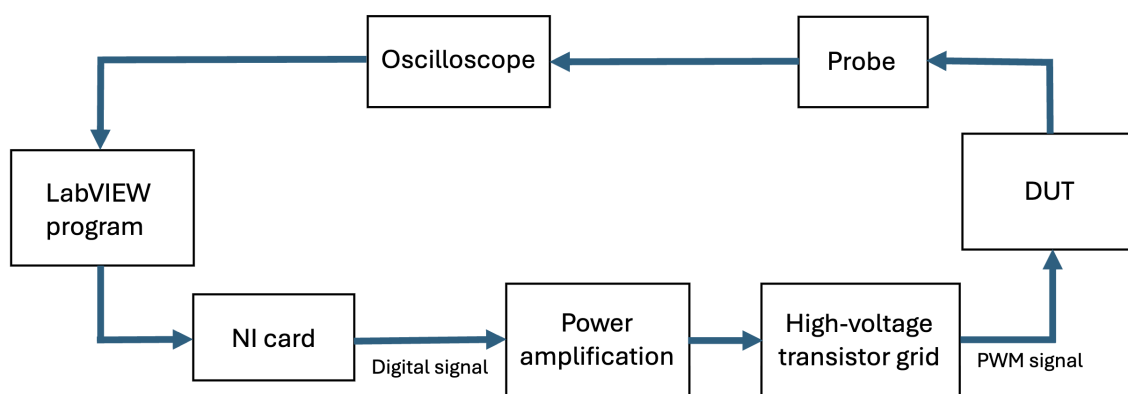 Oscilloscope
Probe
LabVIEW
program
DUT
NI card
Digital signal
Power
amplification
High-voltage
transistor grid
PWM signal